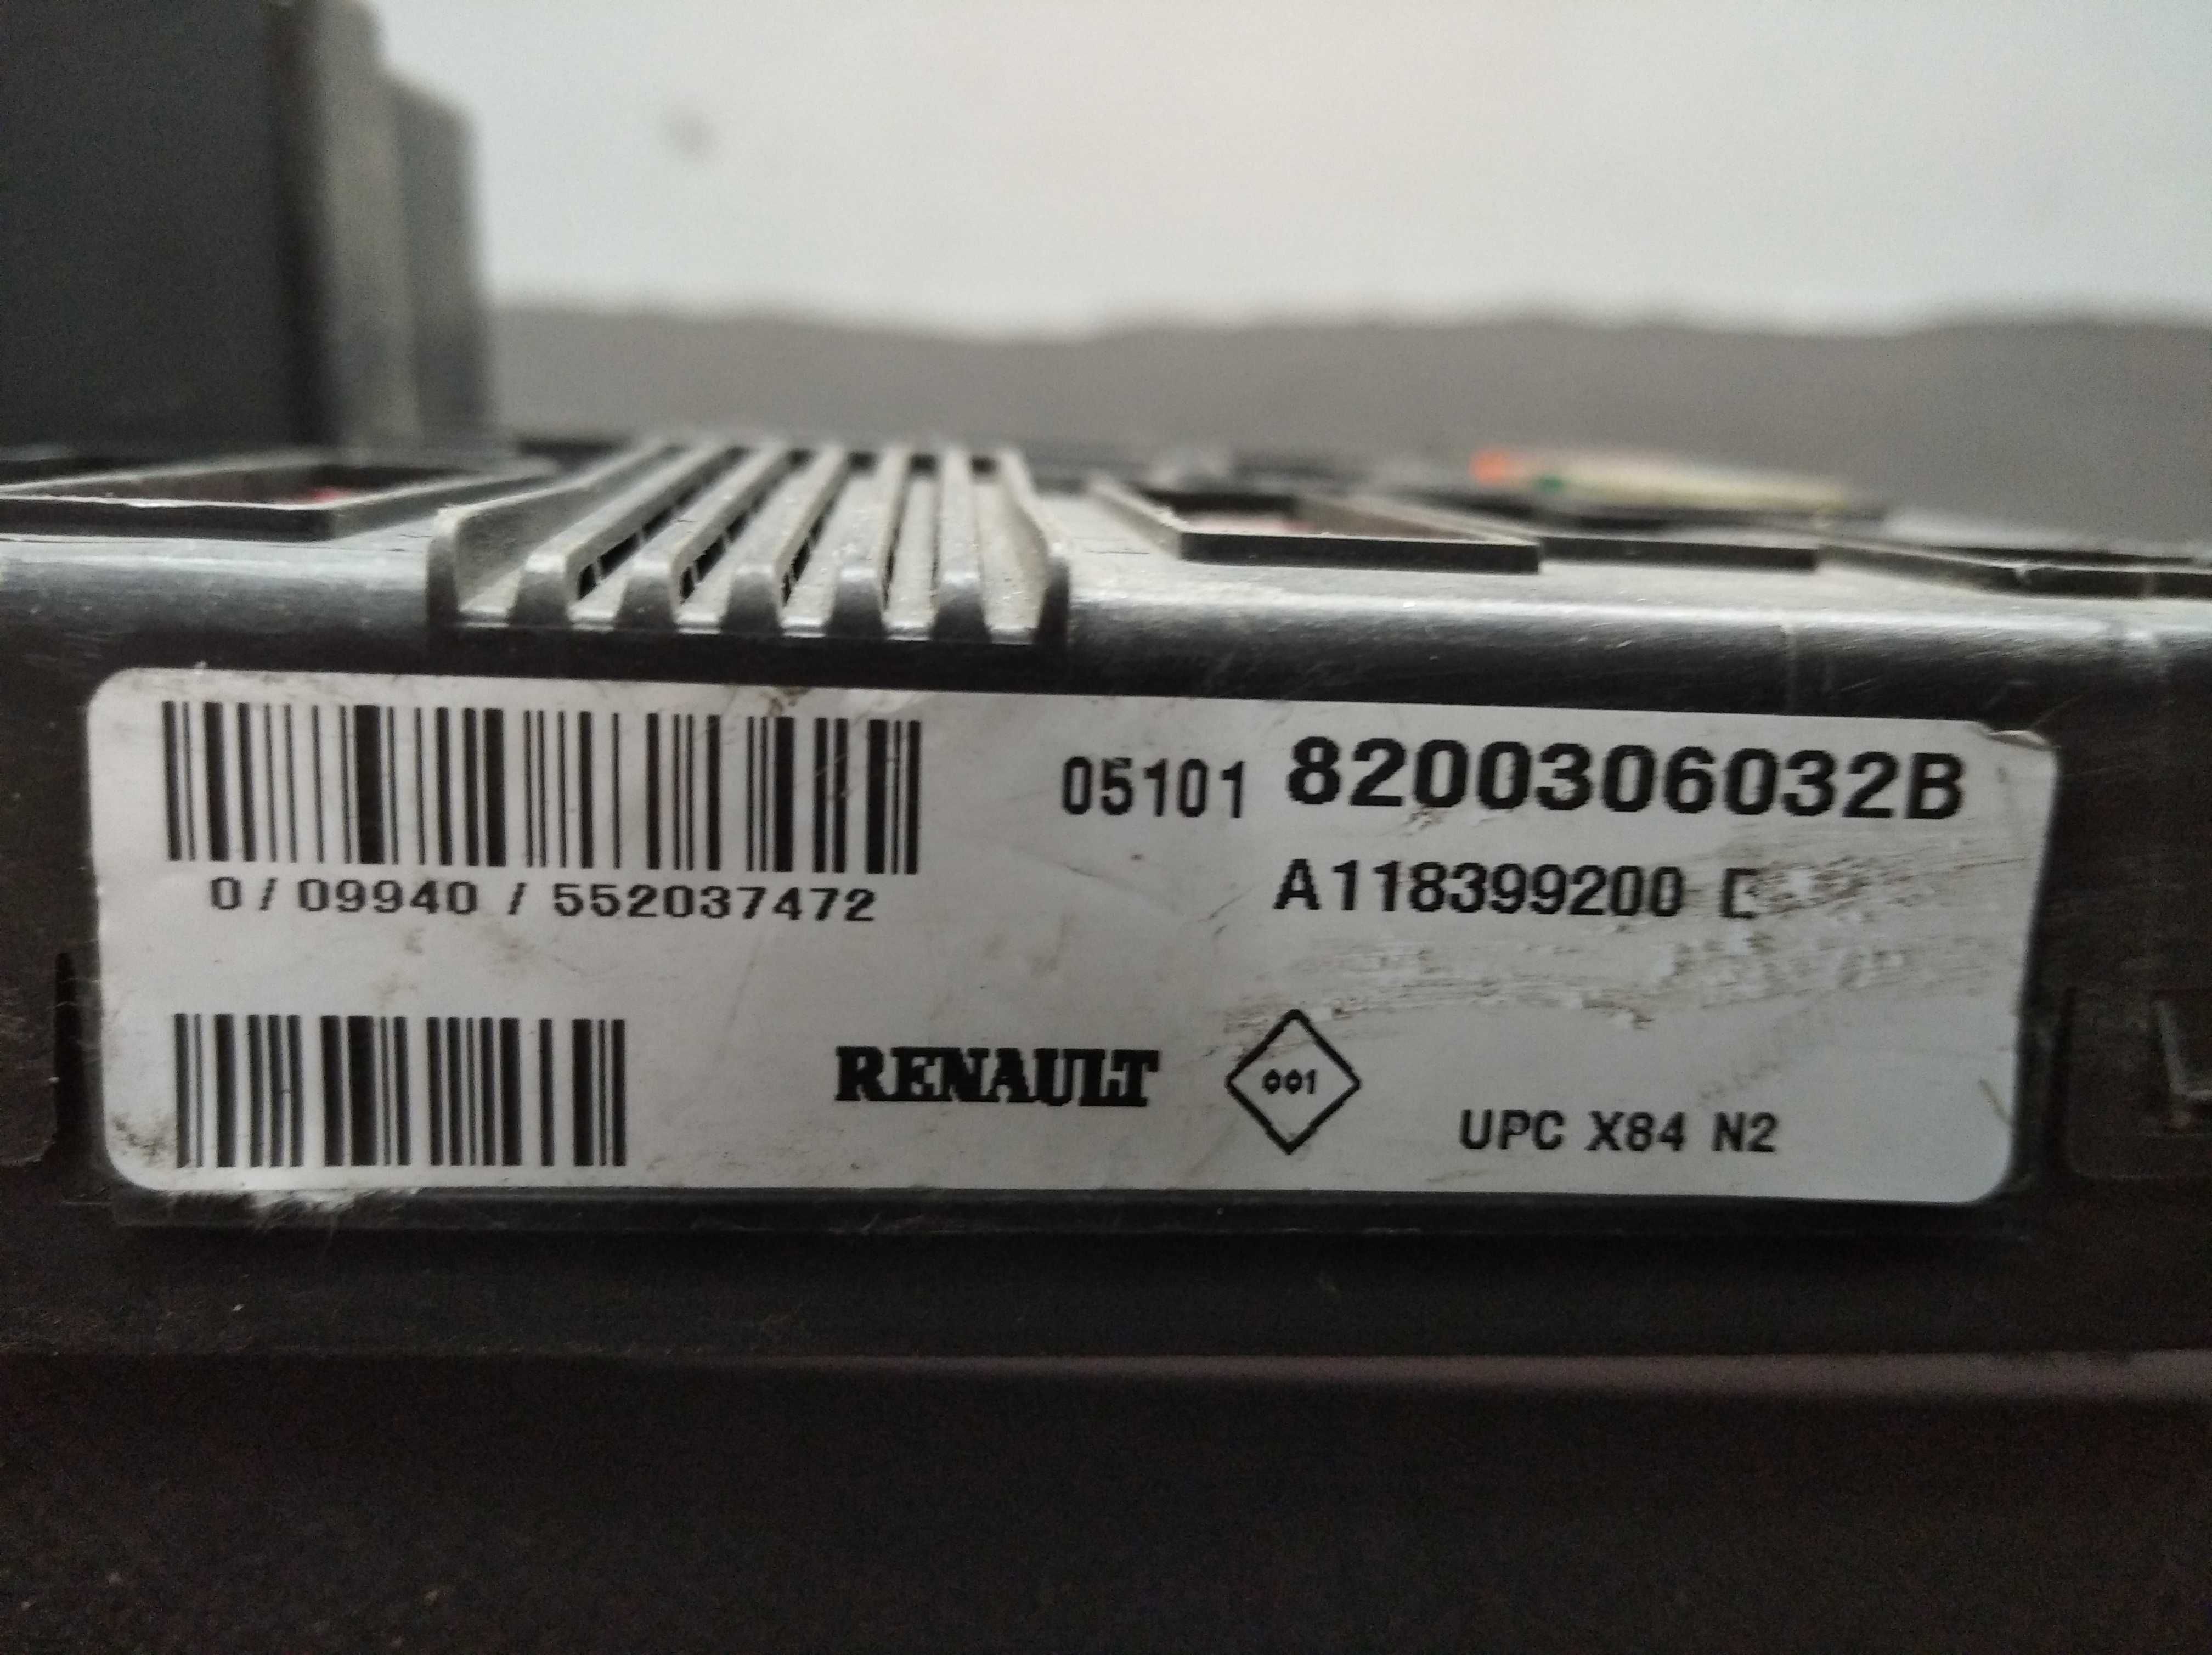 05101 8200306032B
0 / 09940 / 552037472
A118399200
RENAULT
001
UPC X84 N2